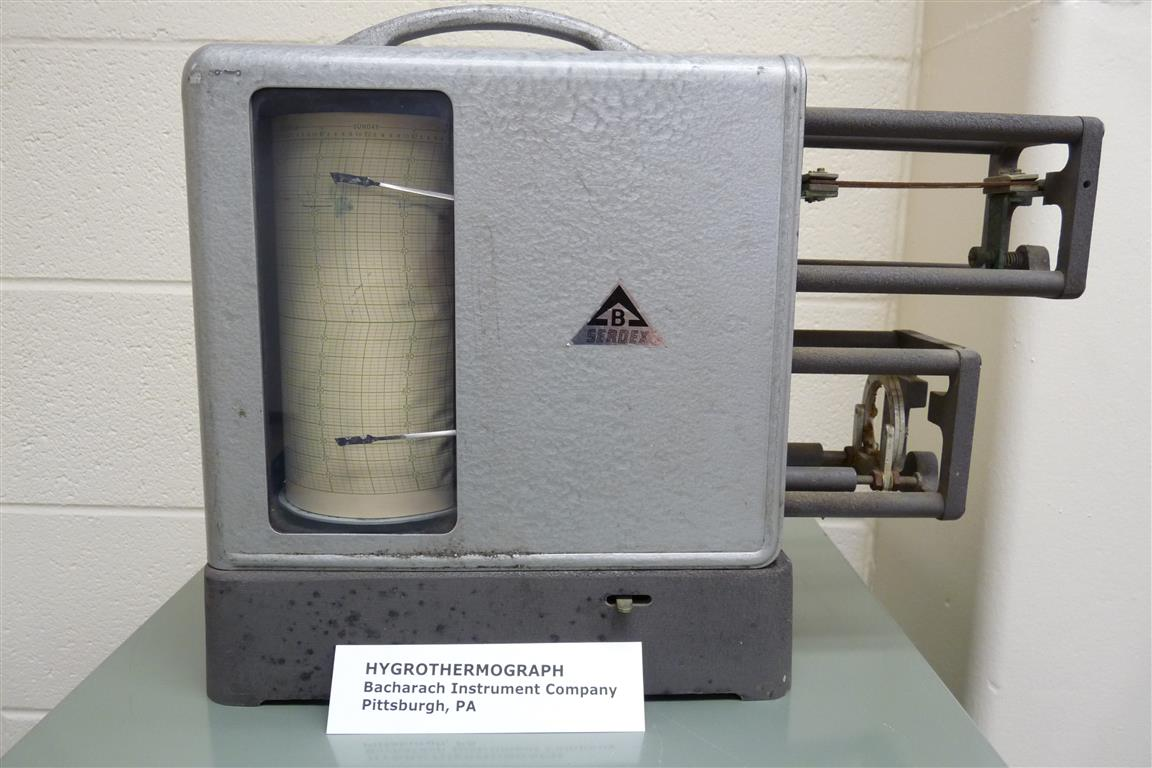 SUNDAY
B
SERDEX
HYGROTHERMOGRAPH
Bacharach Instrument Company
Pittsburgh, PA